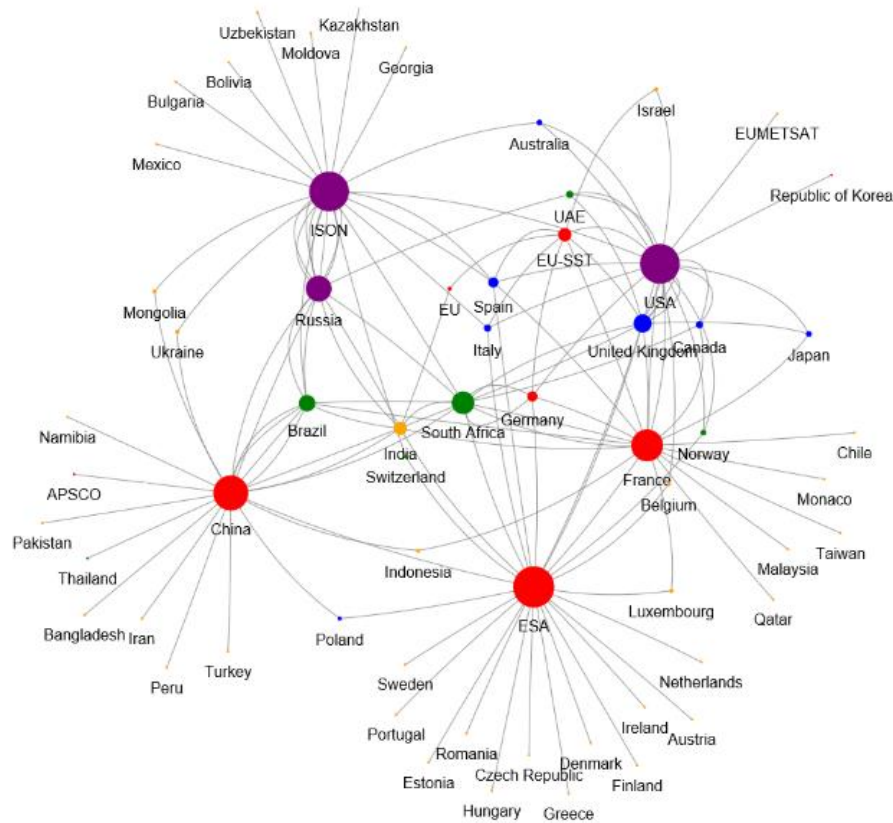 Kazakhstan
Uzbekistan
Moldova
Georgia
Bolivia
Bulgaria
Israel
Australia
EUMETSAT
Mexico
Republic of Korea
ISON
UAE
EU-SST
USA
Mongolia
Russia
EU
Spain
Ukraine
Italy
United Kingdom
Canada
Japan
Namibia
Brazil
India
South Africa
Germany
Norway
Chile
Switzerland
France
APSCO
Belgium
Monaco
China
Pakistan
Taiwan
Thailand
Indonesia
Malaysia
Bangladesh
Iran
Poland
ESA
Luxembourg
Qatar
Peru
Turkey
Sweden
Netherlands
Portugal
Ireland
Austria
Romania
Estonia
Czech Republic
Denmark
Finland
Hungary
Greece